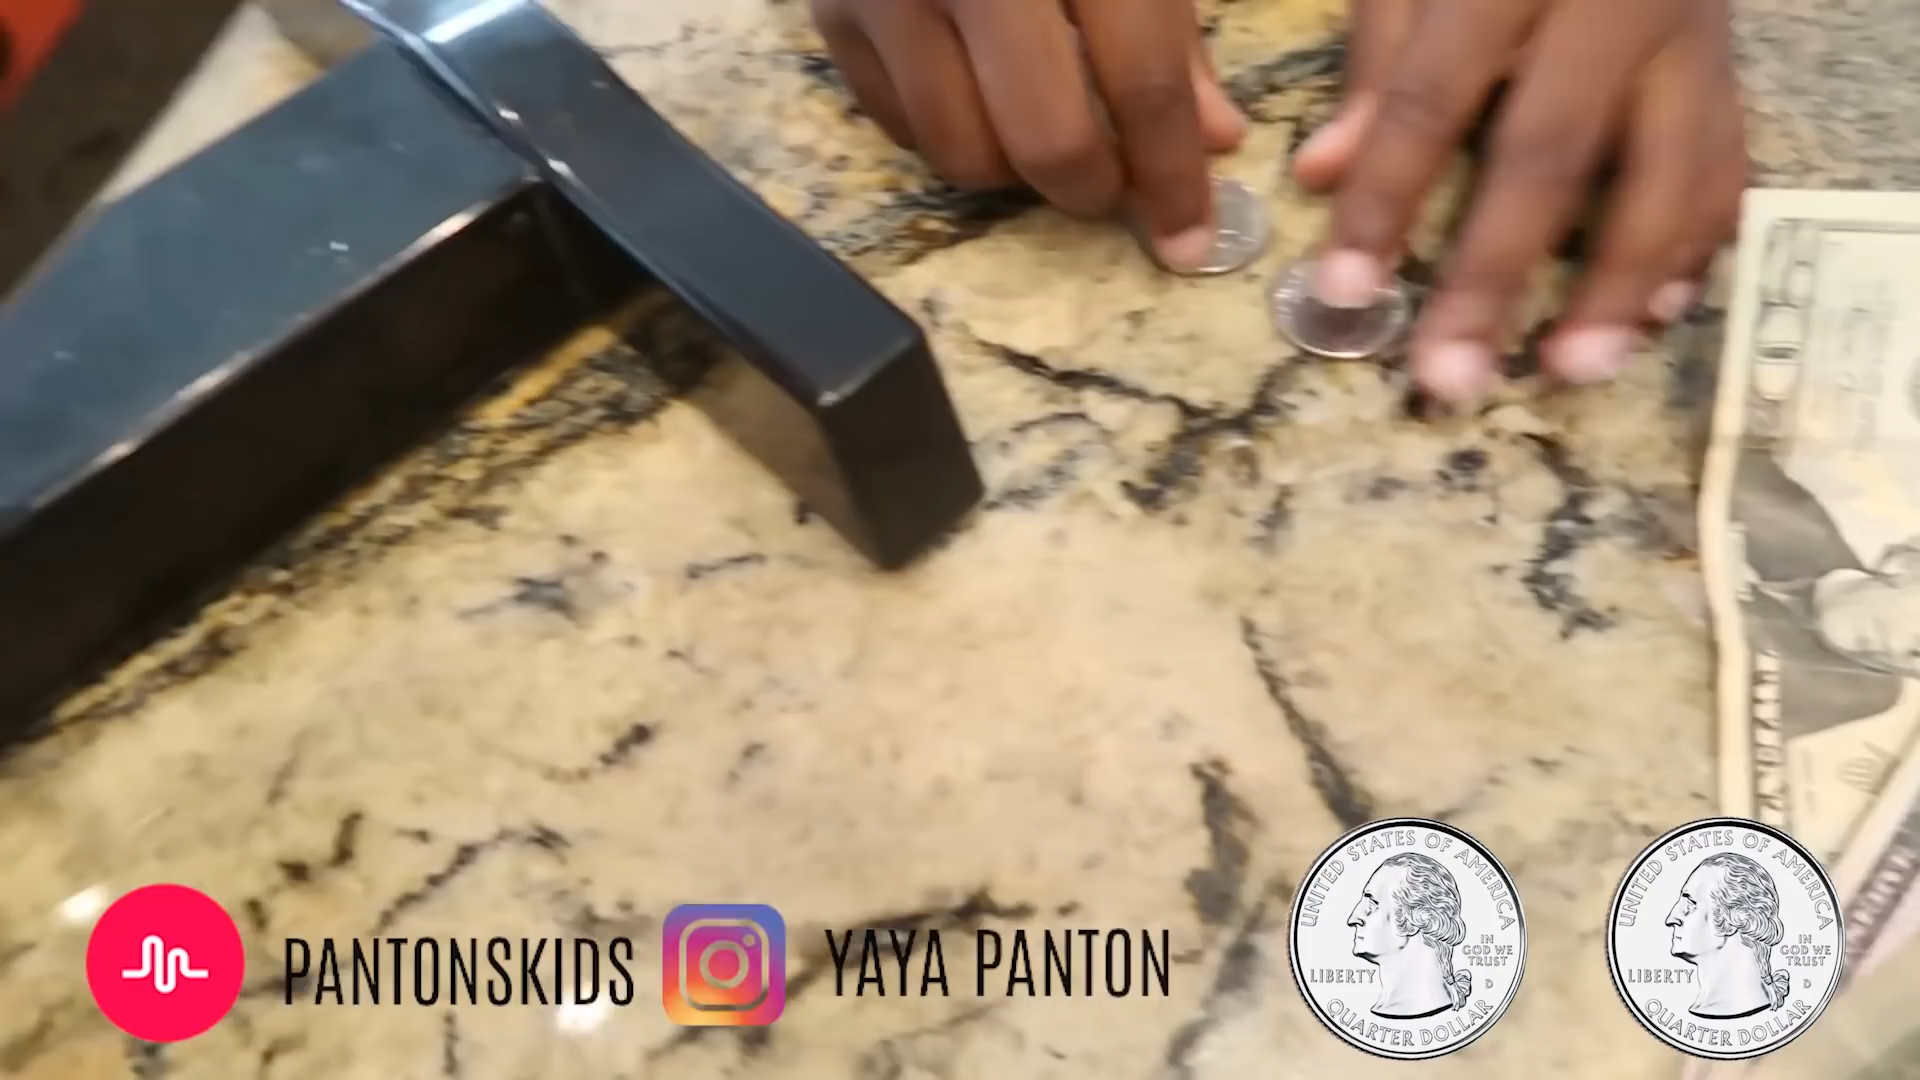 PANTONSKIDS
YAYA PANTON
UNITED STATES OF AMERICA
IN
GOD WE
TRUST
LIBERTY
D
QUARTER DOLLAR
UNITED STATES OF AMERICA
IN
GOD WE
TRUST
LIBERTY
D
QUARTER DOLLAR